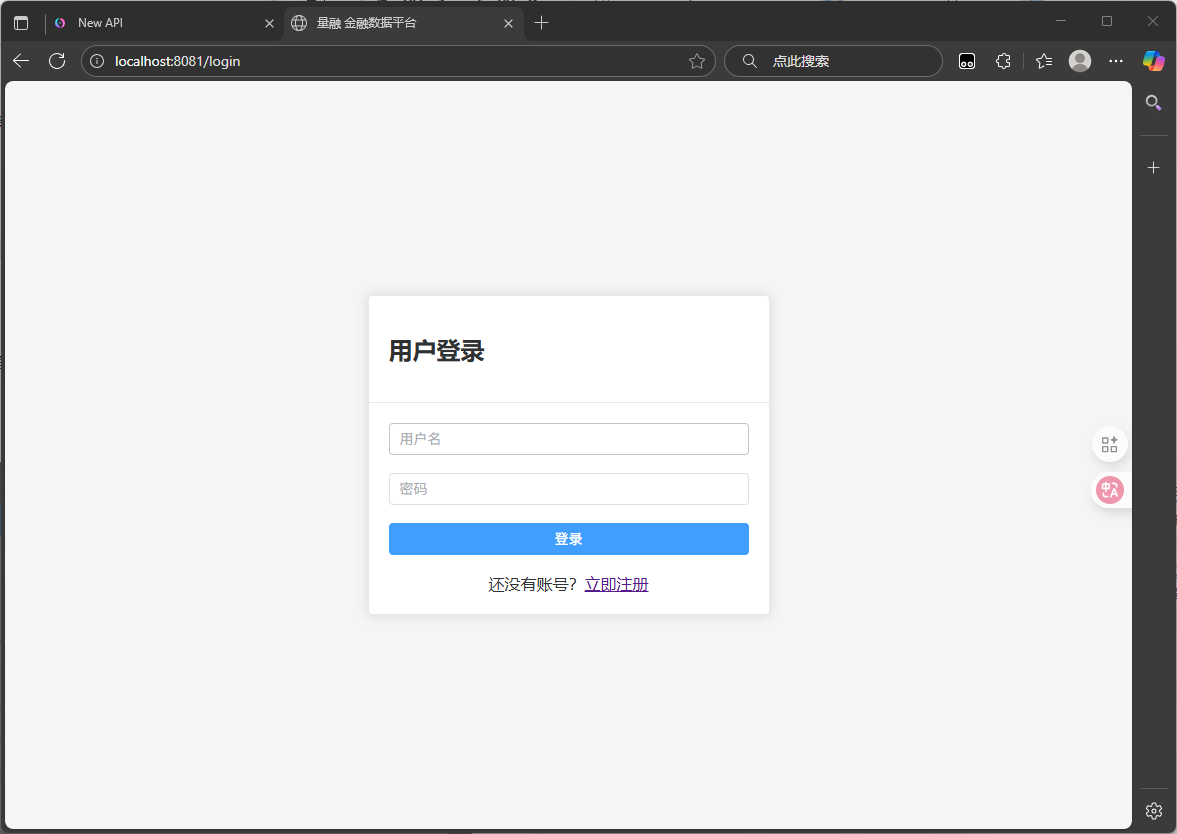 New API
量融 金融数据平台
localhost:8081/login
点此搜索
用户登录
用户名
密码
登录
还没有账号？立即注册